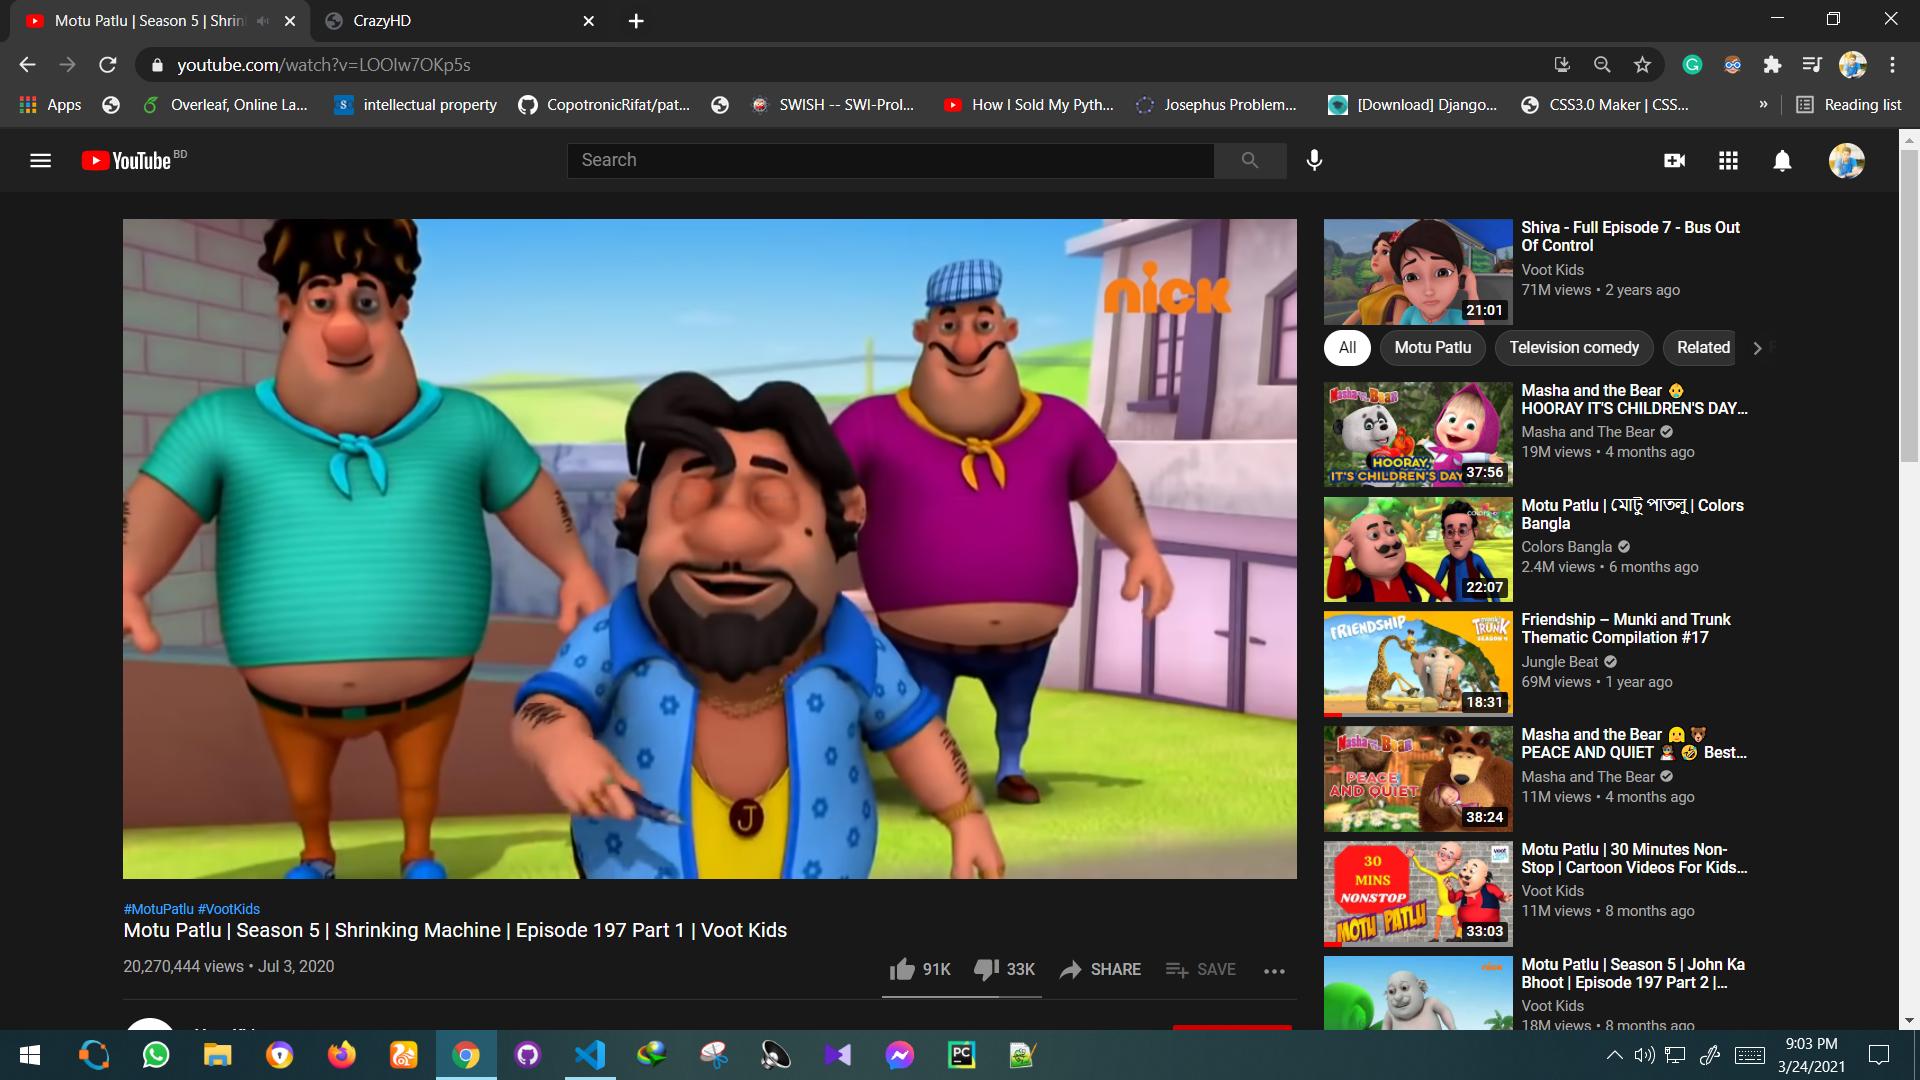 Motu Patlu | Season 5 | Shrin
CrazyHD
youtube.com/watch?v=LOOIw7OKp5s
Apps
Overleaf, Online La...
intellectual property
CopotronicRifat/pat...
SWISH -- SWI-Prol...
How I Sold My Pyth...
Josephus Problem...
[Download] Django...
CSS3.0 Maker | CSS...
»
Reading list
YouTube BD
Search
nick
J
#MotuPatlu #VootKids
Motu Patlu | Season 5 | Shrinking Machine | Episode 197 Part 1 | Voot Kids
20,270,444 views • Jul 3, 2020
91K
33K
SHARE
SAVE
Shiva - Full Episode 7 - Bus Out
Of Control
Voot Kids
71M views • 2 years ago
21:01
All
Motu Patlu
Television comedy
Related
Masha and the Bear
HOORAY IT'S CHILDREN'S DAY...
Masha and The Bear
19M views • 4 months ago
HOORAY,
IT'S CHILDREN'S DAY
37:56
Motu Patlu | মোটু পাতলু | Colors
Bangla
Colors Bangla
2.4M views • 6 months ago
22:07
Friendship – Munki and Trunk
Thematic Compilation #17
Jungle Beat
69M views • 1 year ago
FRIENDSHIP
TRUNK
18:31
Masha and the Bear
PEACE AND QUIET Best...
Masha and The Bear
11M views • 4 months ago
PEACE
AND QUIET
38:24
Motu Patlu | 30 Minutes Non-
Stop | Cartoon Videos For Kids...
Voot Kids
11M views • 8 months ago
30
MINS
NONSTOP
MOTU PATLU
33:03
Motu Patlu | Season 5 | John Ka
Bhoot | Episode 197 Part 2 |...
Voot Kids
18M views • 8 months ago
9:03 PM
3/24/2021